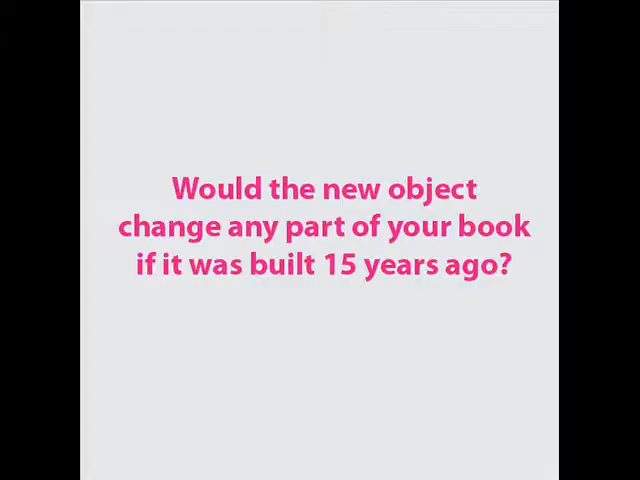 Would the new object
change any part of your book
if it was built 15 years ago?